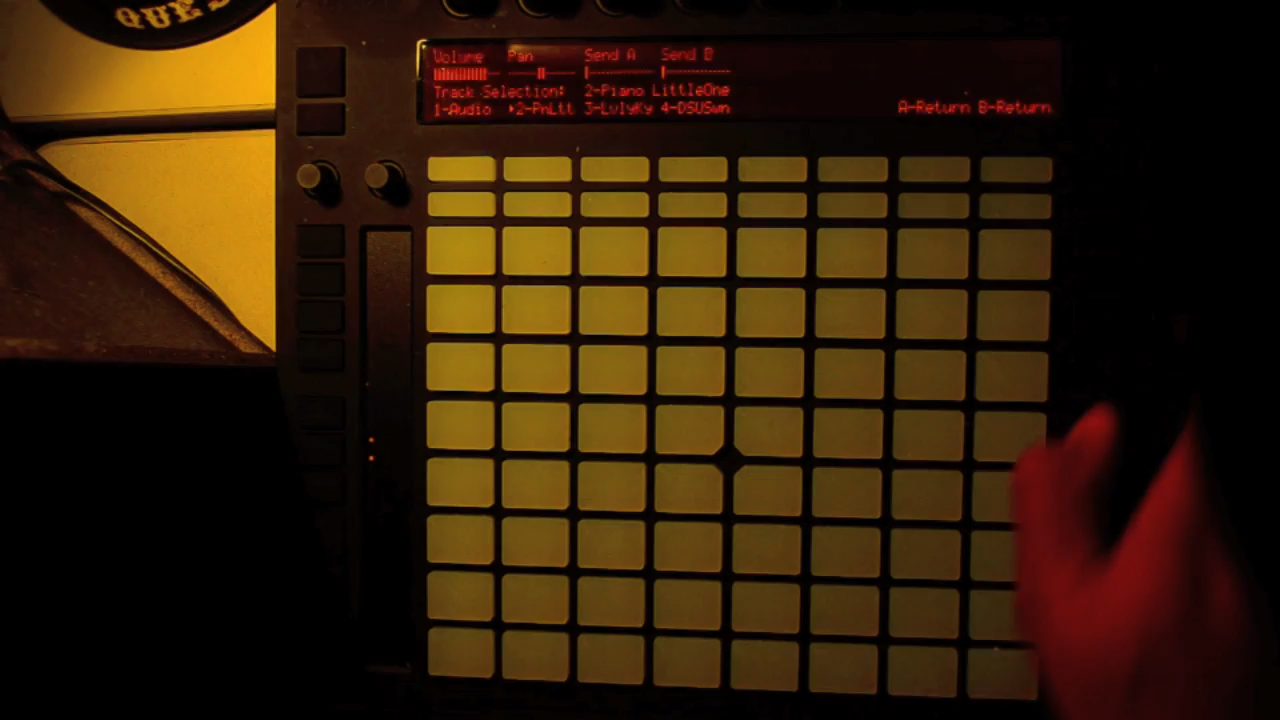 QUE
Volume Pan Send A Send B
Track Selection: 2-Piano LittleOne
1-Audio ▸2-PnLtt 3-LvlyKy 4-DSUSwn A-Return B-Return